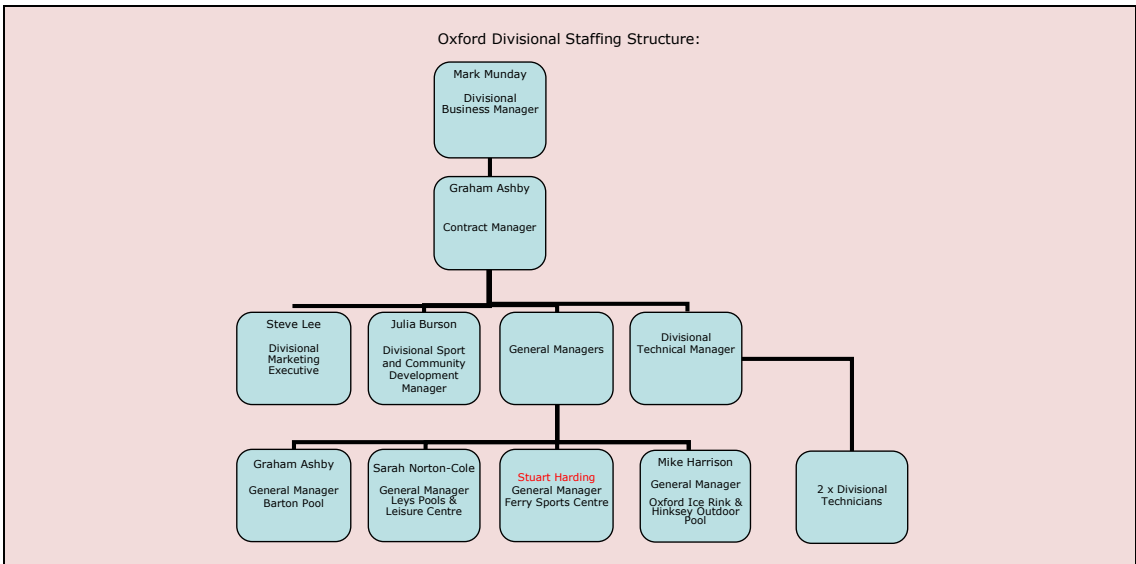 Oxford Divisional Staffing Structure:
Mark Munday
Divisional
Business Manager
Graham Ashby
Contract Manager
Steve Lee
Divisional
Marketing
Executive
Julia Burson
Divisional Sport
and Community
Development
Manager
General Managers
Divisional
Technical Manager
Graham Ashby
General Manager
Barton Pool
Sarah Norton-Cole
General Manager
Leys Pools &
Leisure Centre
Stuart Harding
General Manager
Ferry Sports Centre
Mike Harrison
General Manager
Oxford Ice Rink &
Hinksey Outdoor
Pool
2 x Divisional
Technicians